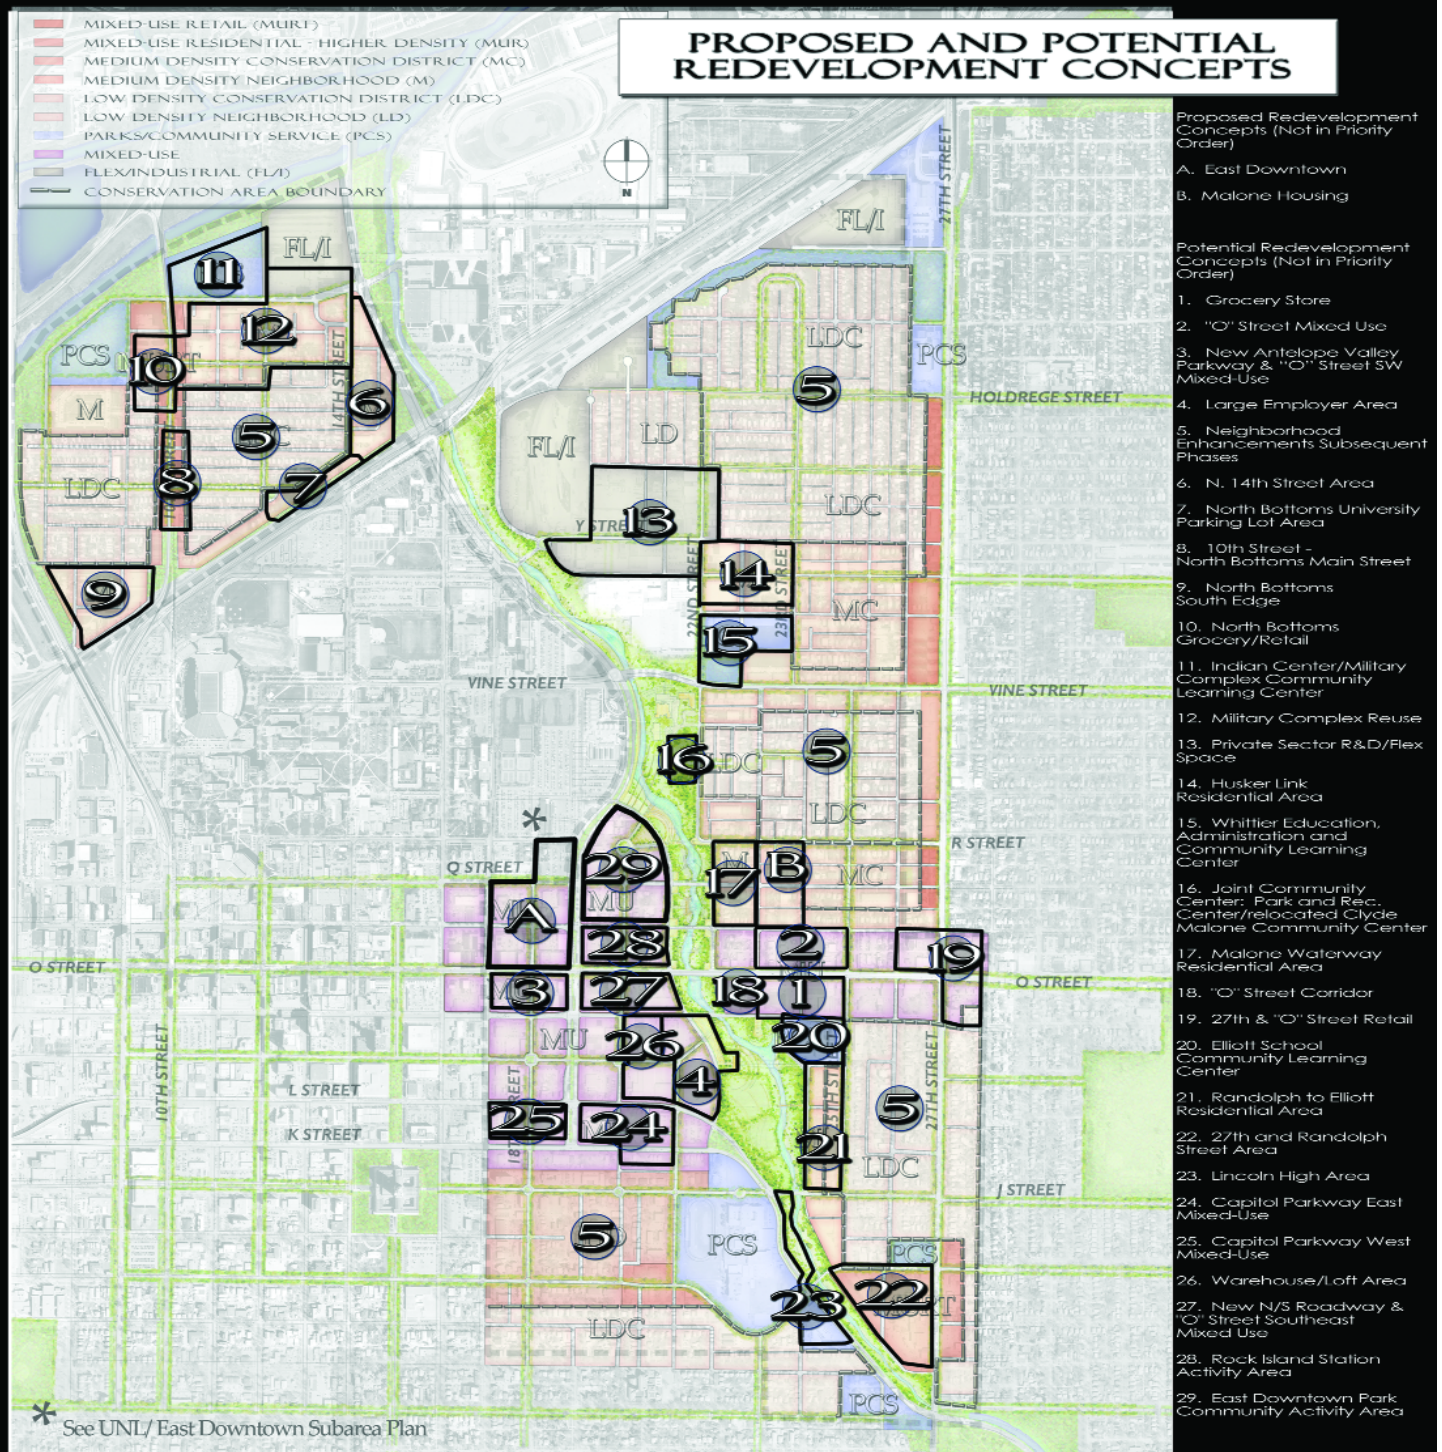 MIXED-USE RETAIL (MURT)
MIXED-USE RESIDENTIAL - HIGHER DENSITY (MUR)
MEDIUM DENSITY CONSERVATION DISTRICT (MC)
MEDIUM DENSITY NEIGHBORHOOD (M)
LOW DENSITY CONSERVATION DISTRICT (LDC)
LOW DENSITY NEIGHBORHOOD (LD)
PARKS/COMMUNITY SERVICE (PCS)
MIXED-USE
FLEX/INDUSTRIAL (FL/I)
CONSERVATION AREA BOUNDARY
N
PROPOSED AND POTENTIAL
REDEVELOPMENT CONCEPTS
27TH STREET
FL/I
FL/I
11
12
LDC
PCS
PCS
10
14TH STREET
5
HOLDREGE STREET
6
M
5
LD
FL/I
8
7
LDC
LDC
13
Y STREET
14
22ND STREET
23RD STREET
9
MC
15
VINE STREET
VINE STREET
16
LDC
5
LDC
*
R STREET
Q STREET
29
17
M
B
MC
MU
A
28
2
19
O STREET
3
27
18
1
O STREET
MU
26
20
10TH STREET
L STREET
4
25TH STREET
27TH STREET
5
K STREET
25
24
18TH STREET
21
LDC
J STREET
5
PCS
PCS
22
23
LDC
PCS
* See UNL/ East Downtown Subarea Plan
Proposed Redevelopment
Concepts (Not in Priority
Order)
A. East Downtown
B. Malone Housing
Potential Redevelopment
Concepts (Not in Priority
Order)
1. Grocery Store
2. "O" Street Mixed Use
3. New Antelope Valley
Parkway & "O" Street SW
Mixed-Use
4. Large Employer Area
5. Neighborhood
Enhancements Subsequent
Phases
6. N. 14th Street Area
7. North Bottoms University
Parking Lot Area
8. 10th Street -
North Bottoms Main Street
9. North Bottoms
South Edge
10. North Bottoms
Grocery/Retail
11. Indian Center/Military
Complex Community
Learning Center
12. Military Complex Reuse
13. Private Sector R&D/Flex
Space
14. Husker Link
Residential Area
15. Whittier Education,
Administration and
Community Learning
Center
16. Joint Community
Center: Park and Rec.
Center/relocated Clyde
Malone Community Center
17. Malone Waterway
Residential Area
18. "O" Street Corridor
19. 27th & "O" Street Retail
20. Elliott School
Community Learning
Center
21. Randolph to Elliott
Residential Area
22. 27th and Randolph
Street Area
23. Lincoln High Area
24. Capitol Parkway East
Mixed-Use
25. Capitol Parkway West
Mixed-Use
26. Warehouse/Loft Area
27. New N/S Roadway &
"O" Street Southeast
Mixed Use
28. Rock Island Station
Activity Area
29. East Downtown Park
Community Activity Area